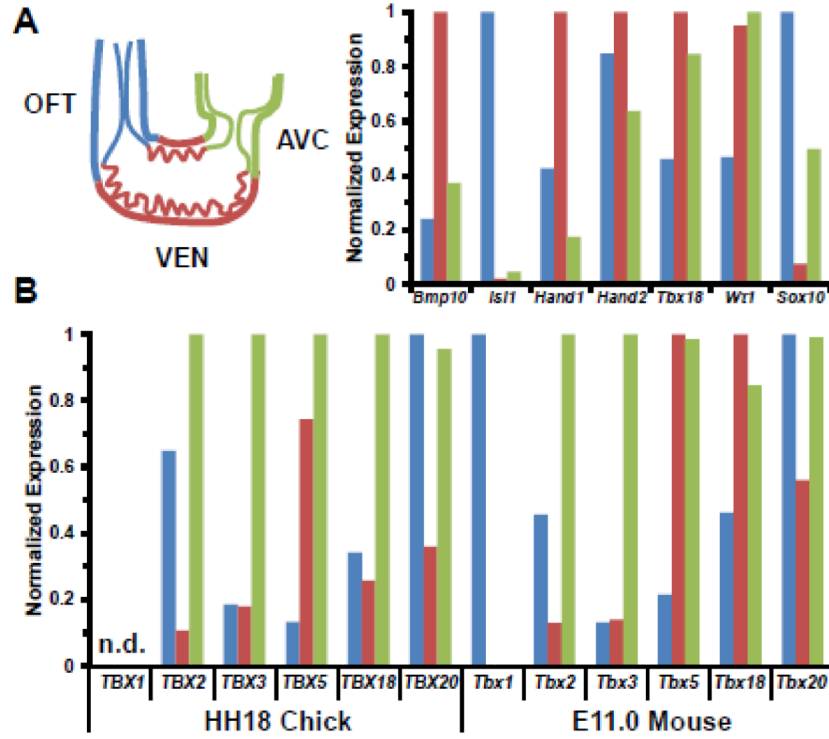 A
OFT
AVC
VEN
Normalized Expression
1
0.8
0.6
0.4
0.2
0
Bmp10 Isl1 Hand1 Hand2 Tbx18 Wt1 Sox10
B
Normalized Expression
1
0.8
0.6
0.4
0.2
0
n.d.
TBX1 TBX2 TBX3 TBX5 TBX18 TBX20 Tbx1 Tbx2 Tbx3 Tbx5 Tbx18 Tbx20
HH18 Chick E11.0 Mouse